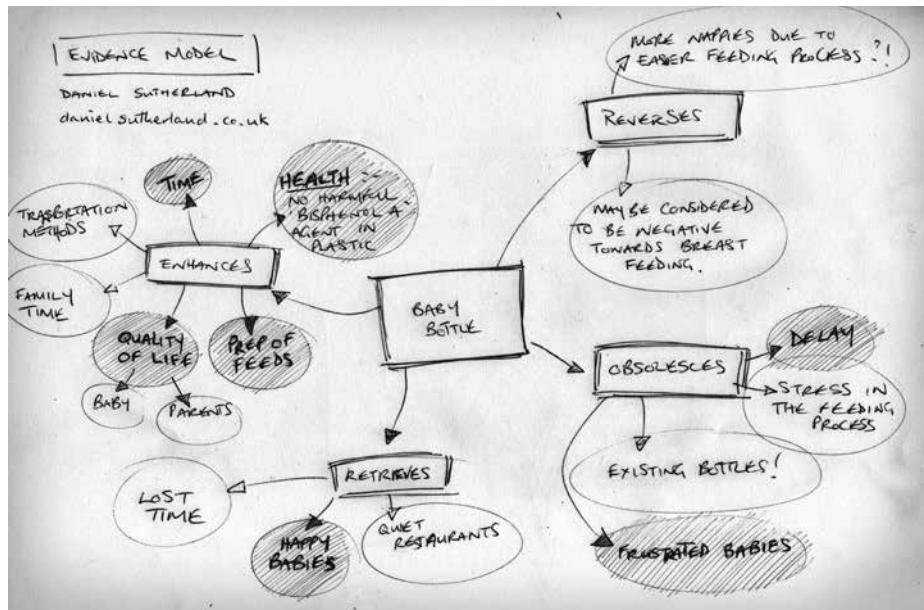 EVIDENCE MODEL
DANIEL SUTHERLAND
danielsutherland.co.uk
MORE NAPPIES DUE TO
EASIER FEEDING PROCESS?!
REVERSES
MAY BE CONSIDERED
TO BE NEGATIVE
TOWARDS BREAST
FEEDING.
TIME
HEALTH -
NO HARMFUL
BISPHENOL A
AGENT IN
PLASTIC
TRASPORTATION
METHODS
ENHANCES
FAMILY
TIME
QUALITY
OF LIFE
PREP OF
FEEDS
BABY
PARENTS
BABY
BOTTLE
OBSOLESCES
DELAY
STRESS IN
THE FEEDING
PROCESS
EXISTING BOTTLES!
FRUSTRATED BABIES
RETRIEVES
LOST
TIME
HAPPY
BABIES
QUIET
RESTAURANTS